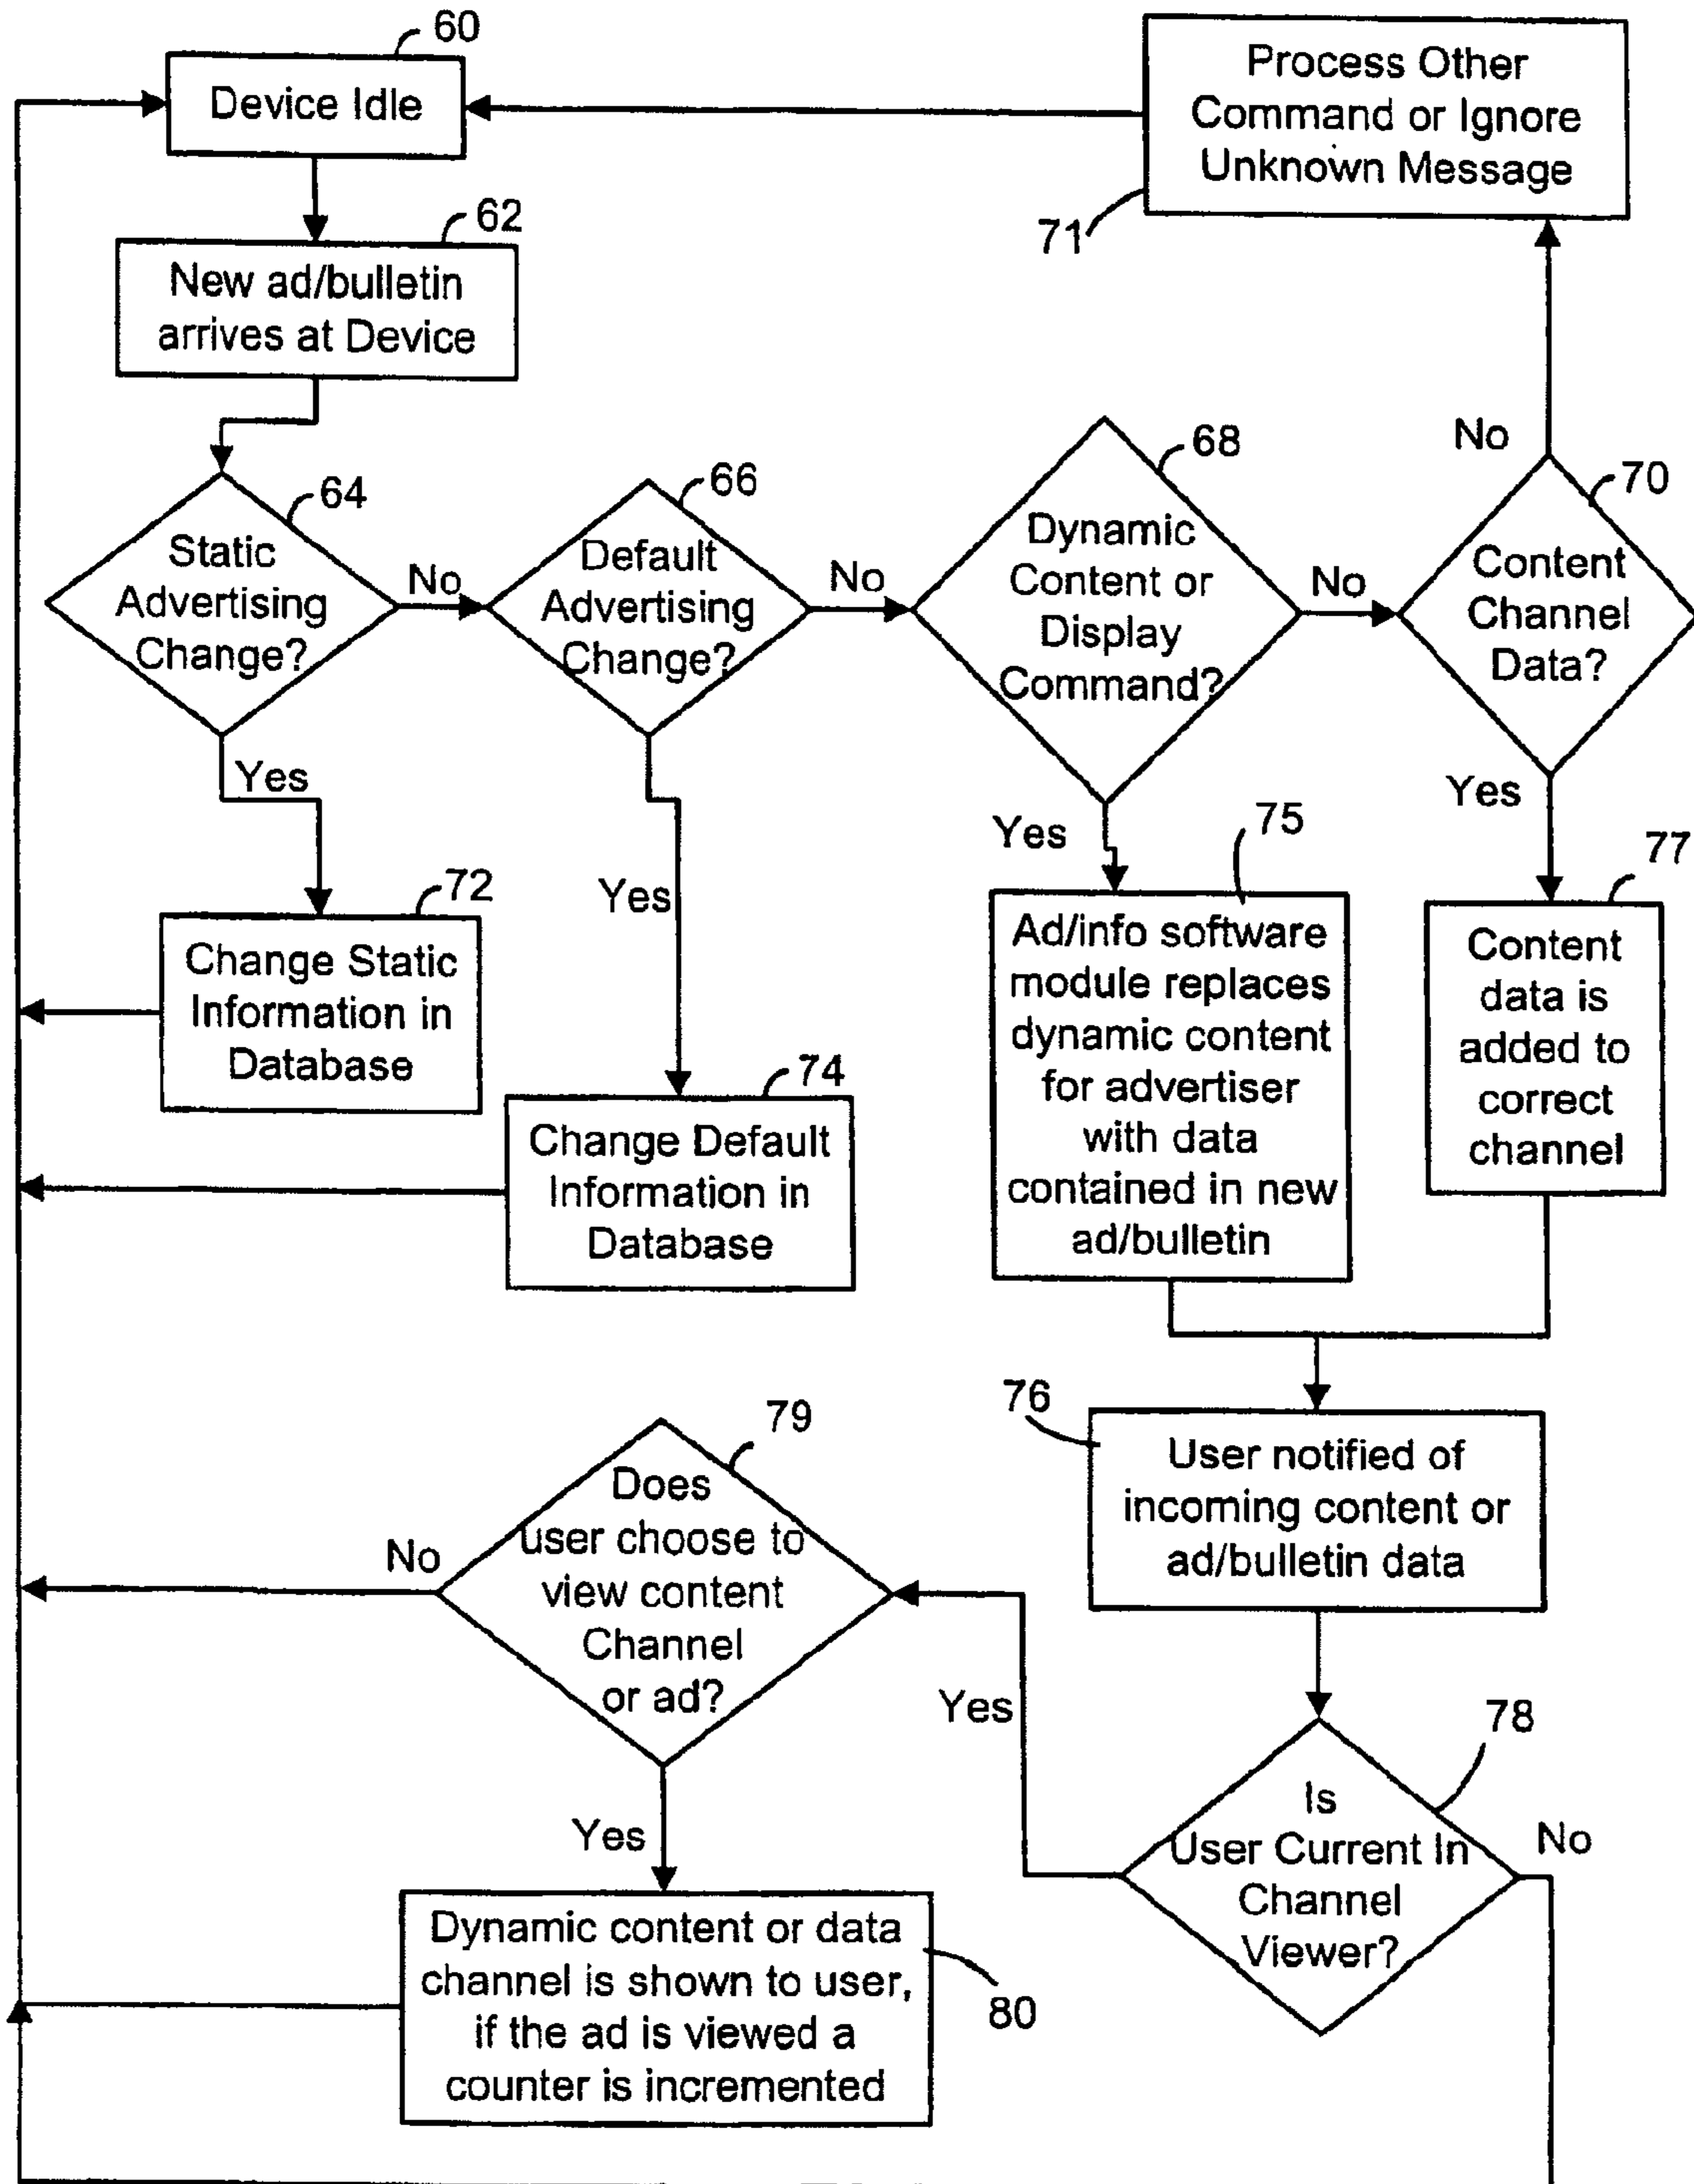 60
Device Idle
Process Other
Command or Ignore
Unknown Message
71
62
New ad/bulletin
arrives at Device
64
Static
Advertising
Change?
No
Yes
66
Default
Advertising
Change?
No
Yes
68
Dynamic
Content or
Display
Command?
No
Yes
70
Content
Channel
Data?
No
Yes
72
Change Static
Information in
Database
74
Change Default
Information in
Database
75
Ad/info software
module replaces
dynamic content
for advertiser
with data
contained in new
ad/bulletin
77
Content
data is
added to
correct
channel
76
User notified of
incoming content or
ad/bulletin data
78
Is
User Current In
Channel
Viewer?
Yes
No
79
Does
user choose to
view content
Channel
or ad?
No
Yes
80
Dynamic content or data
channel is shown to user,
if the ad is viewed a
counter is incremented